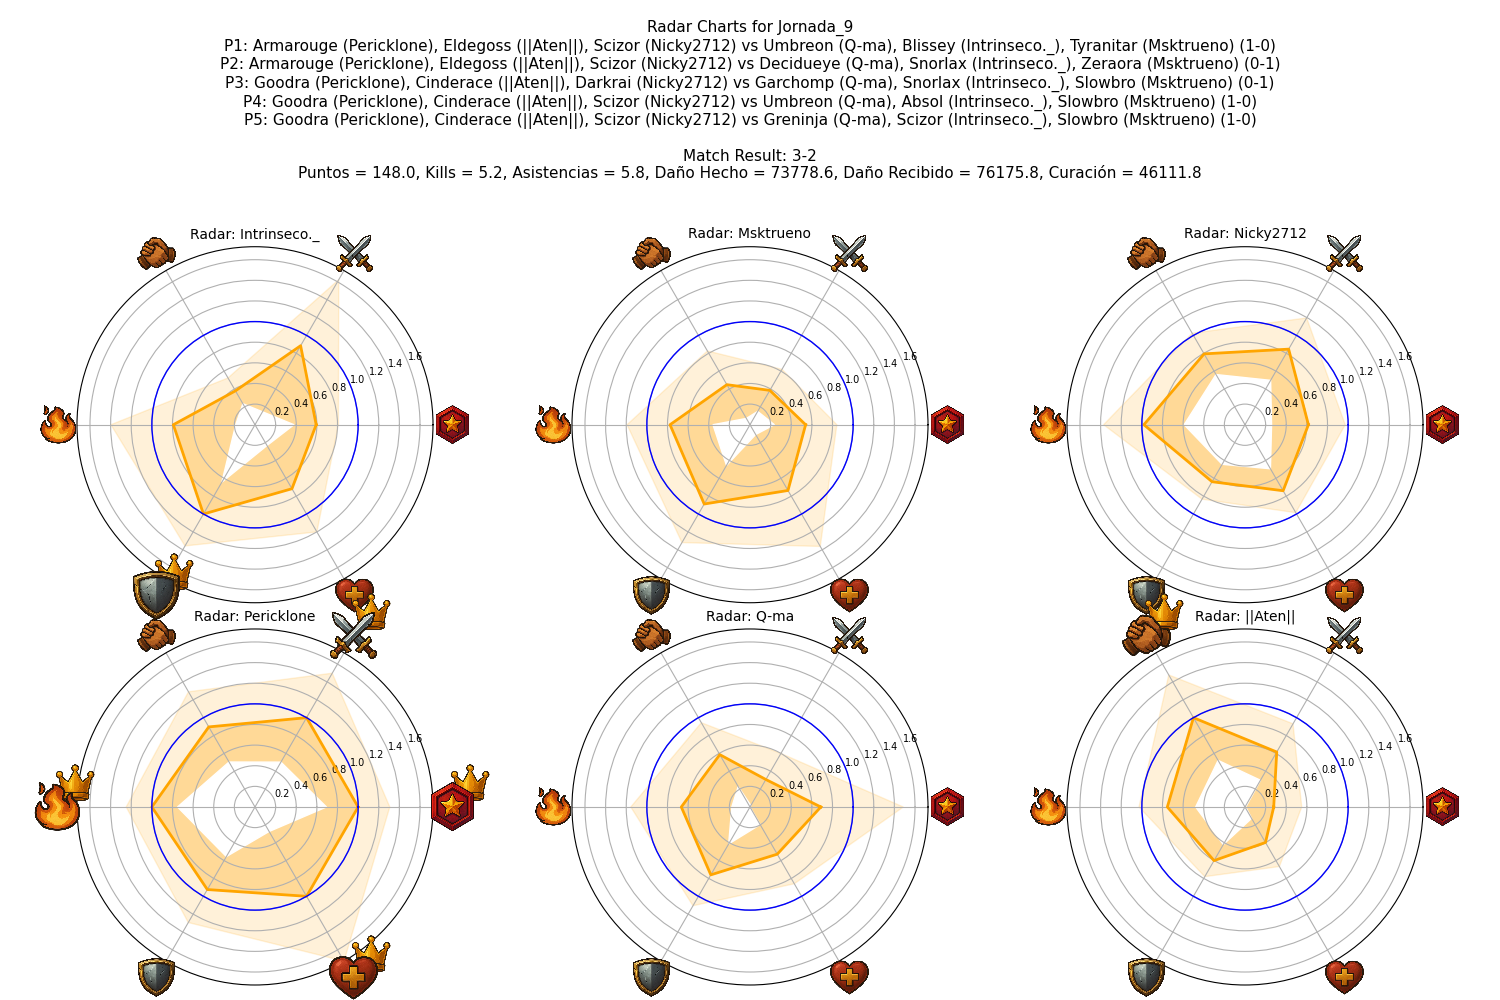 Radar Charts for Jornada_9
P1: Armarouge (Pericklone), Eldegoss (||Aten||), Scizor (Nicky2712) vs Umbreon (Q-ma), Blissey (Intrinseco._), Tyranitar (Msktrueno) (1-0)
P2: Armarouge (Pericklone), Eldegoss (||Aten||), Scizor (Nicky2712) vs Decidueye (Q-ma), Snorlax (Intrinseco._), Zeraora (Msktrueno) (0-1)
P3: Goodra (Pericklone), Cinderace (||Aten||), Darkrai (Nicky2712) vs Garchomp (Q-ma), Snorlax (Intrinseco._), Slowbro (Msktrueno) (0-1)
P4: Goodra (Pericklone), Cinderace (||Aten||), Scizor (Nicky2712) vs Umbreon (Q-ma), Absol (Intrinseco._), Slowbro (Msktrueno) (1-0)
P5: Goodra (Pericklone), Cinderace (||Aten||), Scizor (Nicky2712) vs Greninja (Q-ma), Scizor (Intrinseco._), Slowbro (Msktrueno) (1-0)
Match Result: 3-2
Puntos = 148.0, Kills = 5.2, Asistencias = 5.8, Daño Hecho = 73778.6, Daño Recibido = 76175.8, Curación = 46111.8
Radar: Intrinseco._
0.2 0.4 0.6 0.8 1.0 1.2 1.4 1.6
Radar: Msktrueno
0.2 0.4 0.6 0.8 1.0 1.2 1.4 1.6
Radar: Nicky2712
0.2 0.4 0.6 0.8 1.0 1.2 1.4 1.6
Radar: Pericklone
0.2 0.4 0.6 0.8 1.0 1.2 1.4 1.6
Radar: Q-ma
0.2 0.4 0.6 0.8 1.0 1.2 1.4 1.6
Radar: ||Aten||
0.2 0.4 0.6 0.8 1.0 1.2 1.4 1.6